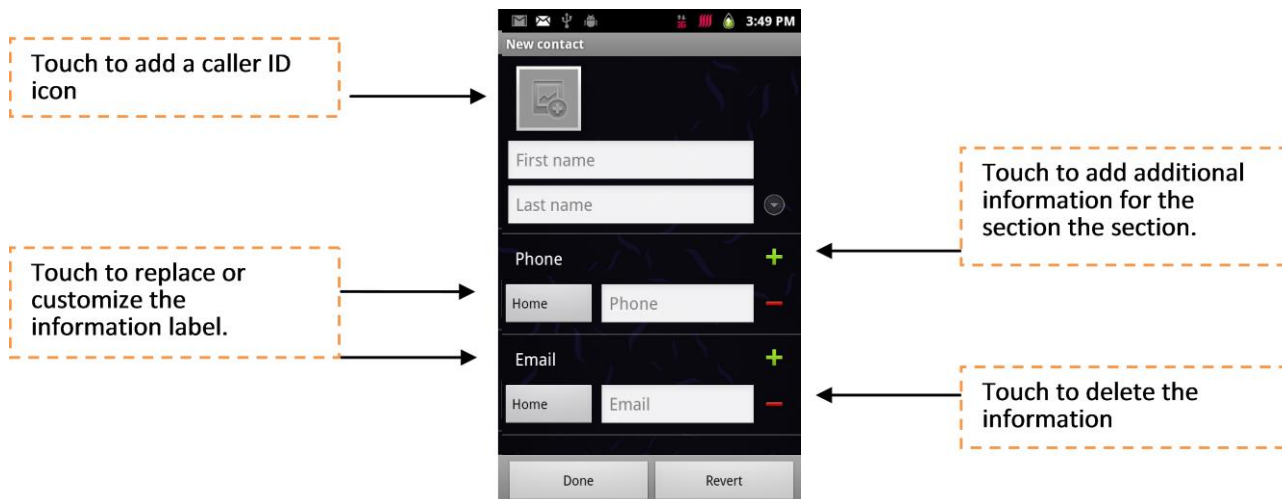 Touch to add a caller ID
icon
Touch to replace or
customize the
information label.
3G 3:49 PM
New contact
First name
Last name
Phone
Home Phone
Email
Home Email
Done Revert
Touch to add additional
information for the
section the section.
Touch to delete the
information